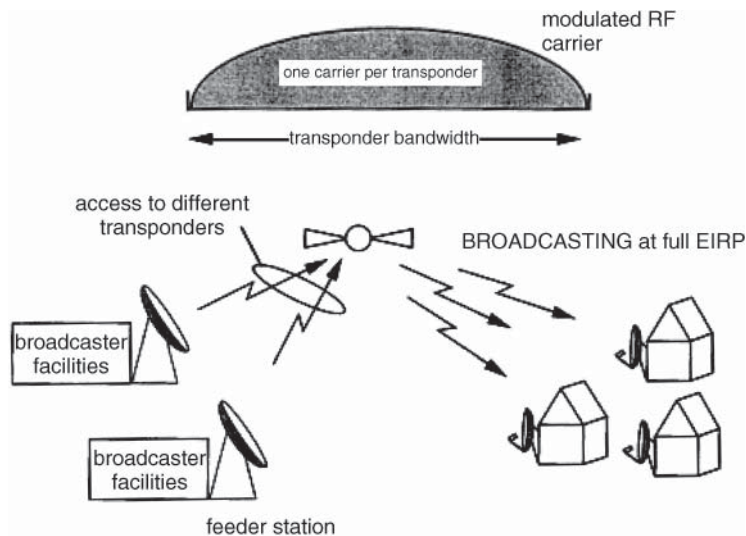 modulated RF
carrier
one carrier per transponder
transponder bandwidth
access to different
transponders
BROADCASTING at full EIRP
broadcaster
facilities
broadcaster
facilities
feeder station